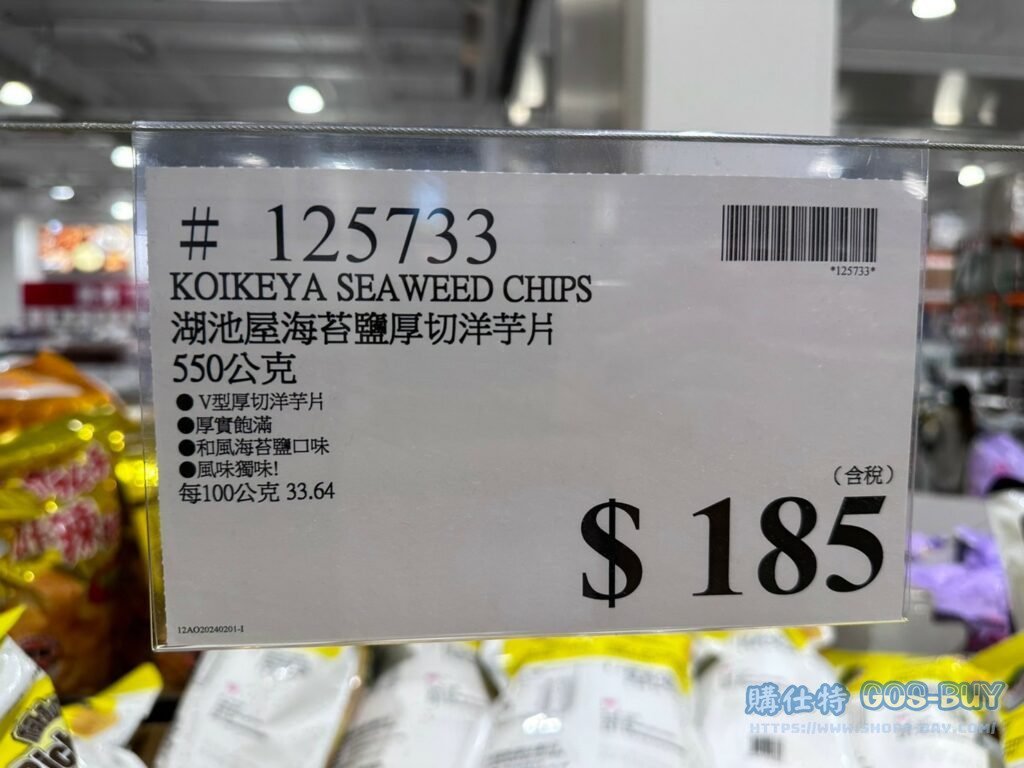 # 125733
*125733*
KOIKEYA SEAWEED CHIPS
湖池屋海苔鹽厚切洋芋片
550公克
●V型厚切洋芋片
●厚實飽滿
●和風海苔鹽口味
●風味獨味!
每100公克 33.64
(含稅)
$ 185
12AO20240201-I
購仕特 GOS-BUY